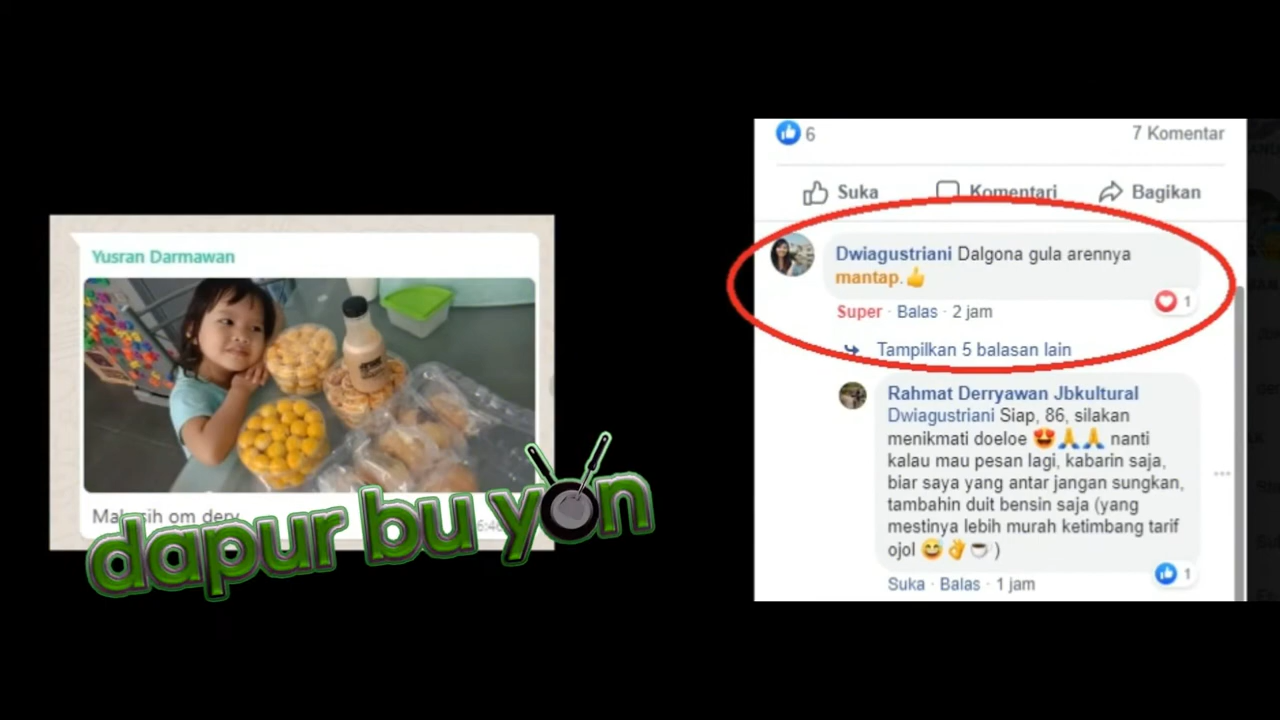 Yusran Darmawan
dapur bu yon
6
7 Komentar
Suka
Komentari
Bagikan
Dwiagustriani Dalgona gula arennya
mantap.👍
1
Super · Balas · 2 jam
Tampilkan 5 balasan lain
Rahmat Derryawan Jbkultural
Dwiagustriani Siap, 86, silakan
menikmati doeloe 😍🙏🙏 nanti
kalau mau pesan lagi, kabarin saja,
biar saya yang antar jangan sungkan,
tambahin duit bensin saja (yang
mestinya lebih murah ketimbang tarif
ojol 😅👌☕)
1
Suka · Balas · 1 jam